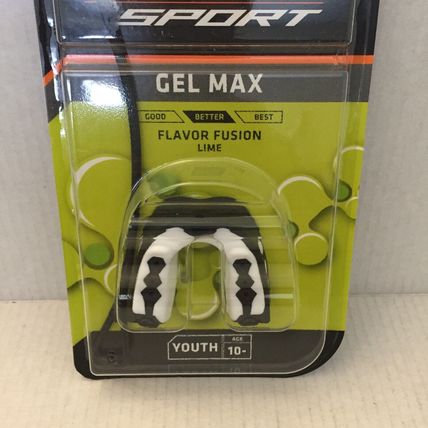 SPORT
GEL MAX
GOOD BETTER BEST
FLAVOR FUSION
LIME
YOUTH
AGE
10-